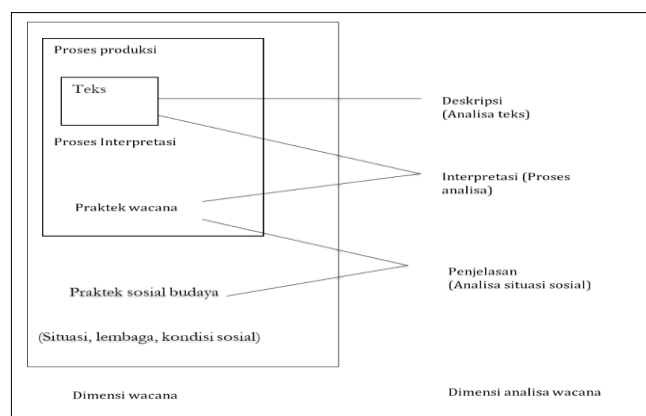 Proses produksi
Teks
Deskripsi
(Analisa teks)
Proses Interpretasi
Interpretasi (Proses
analisa)
Praktek wacana
Penjelasan
(Analisa situasi sosial)
Praktek sosial budaya
(Situasi, lembaga, kondisi sosial)
Dimensi wacana
Dimensi analisa wacana